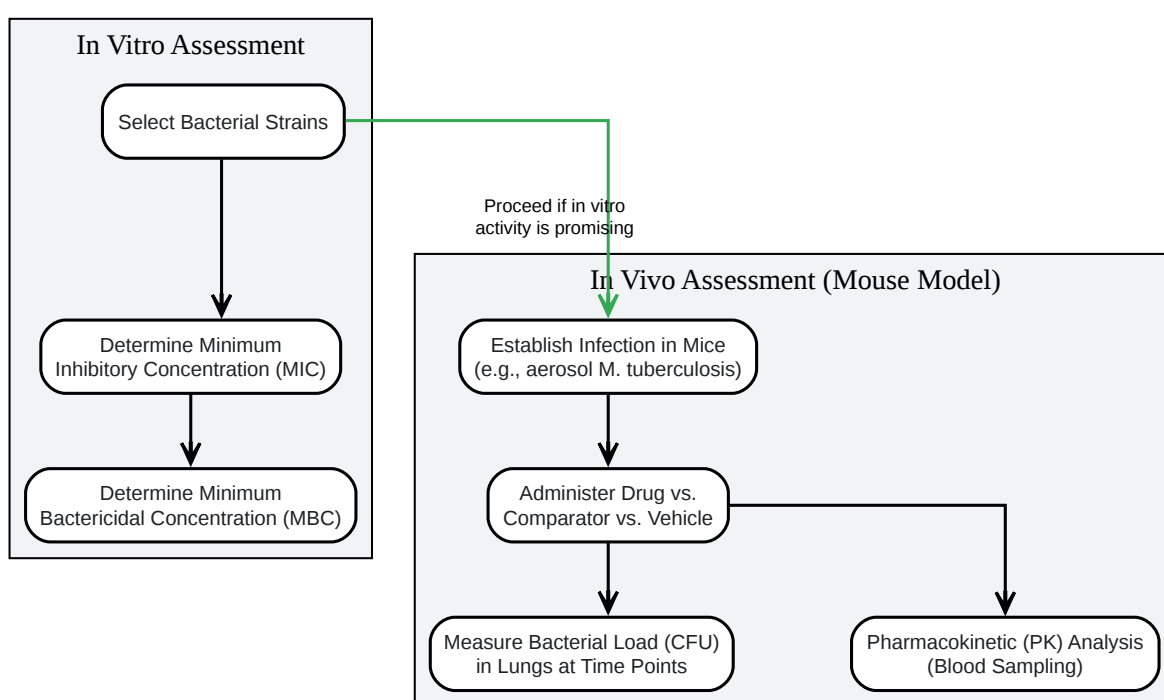 In Vitro Assessment
Select Bacterial Strains
Determine Minimum
Inhibitory Concentration (MIC)
Determine Minimum
Bactericidal Concentration (MBC)
Proceed if in vitro
activity is promising
In Vivo Assessment (Mouse Model)
Establish Infection in Mice
(e.g., aerosol M. tuberculosis)
Administer Drug vs.
Comparator vs. Vehicle
Measure Bacterial Load (CFU)
in Lungs at Time Points
Pharmacokinetic (PK) Analysis
(Blood Sampling)